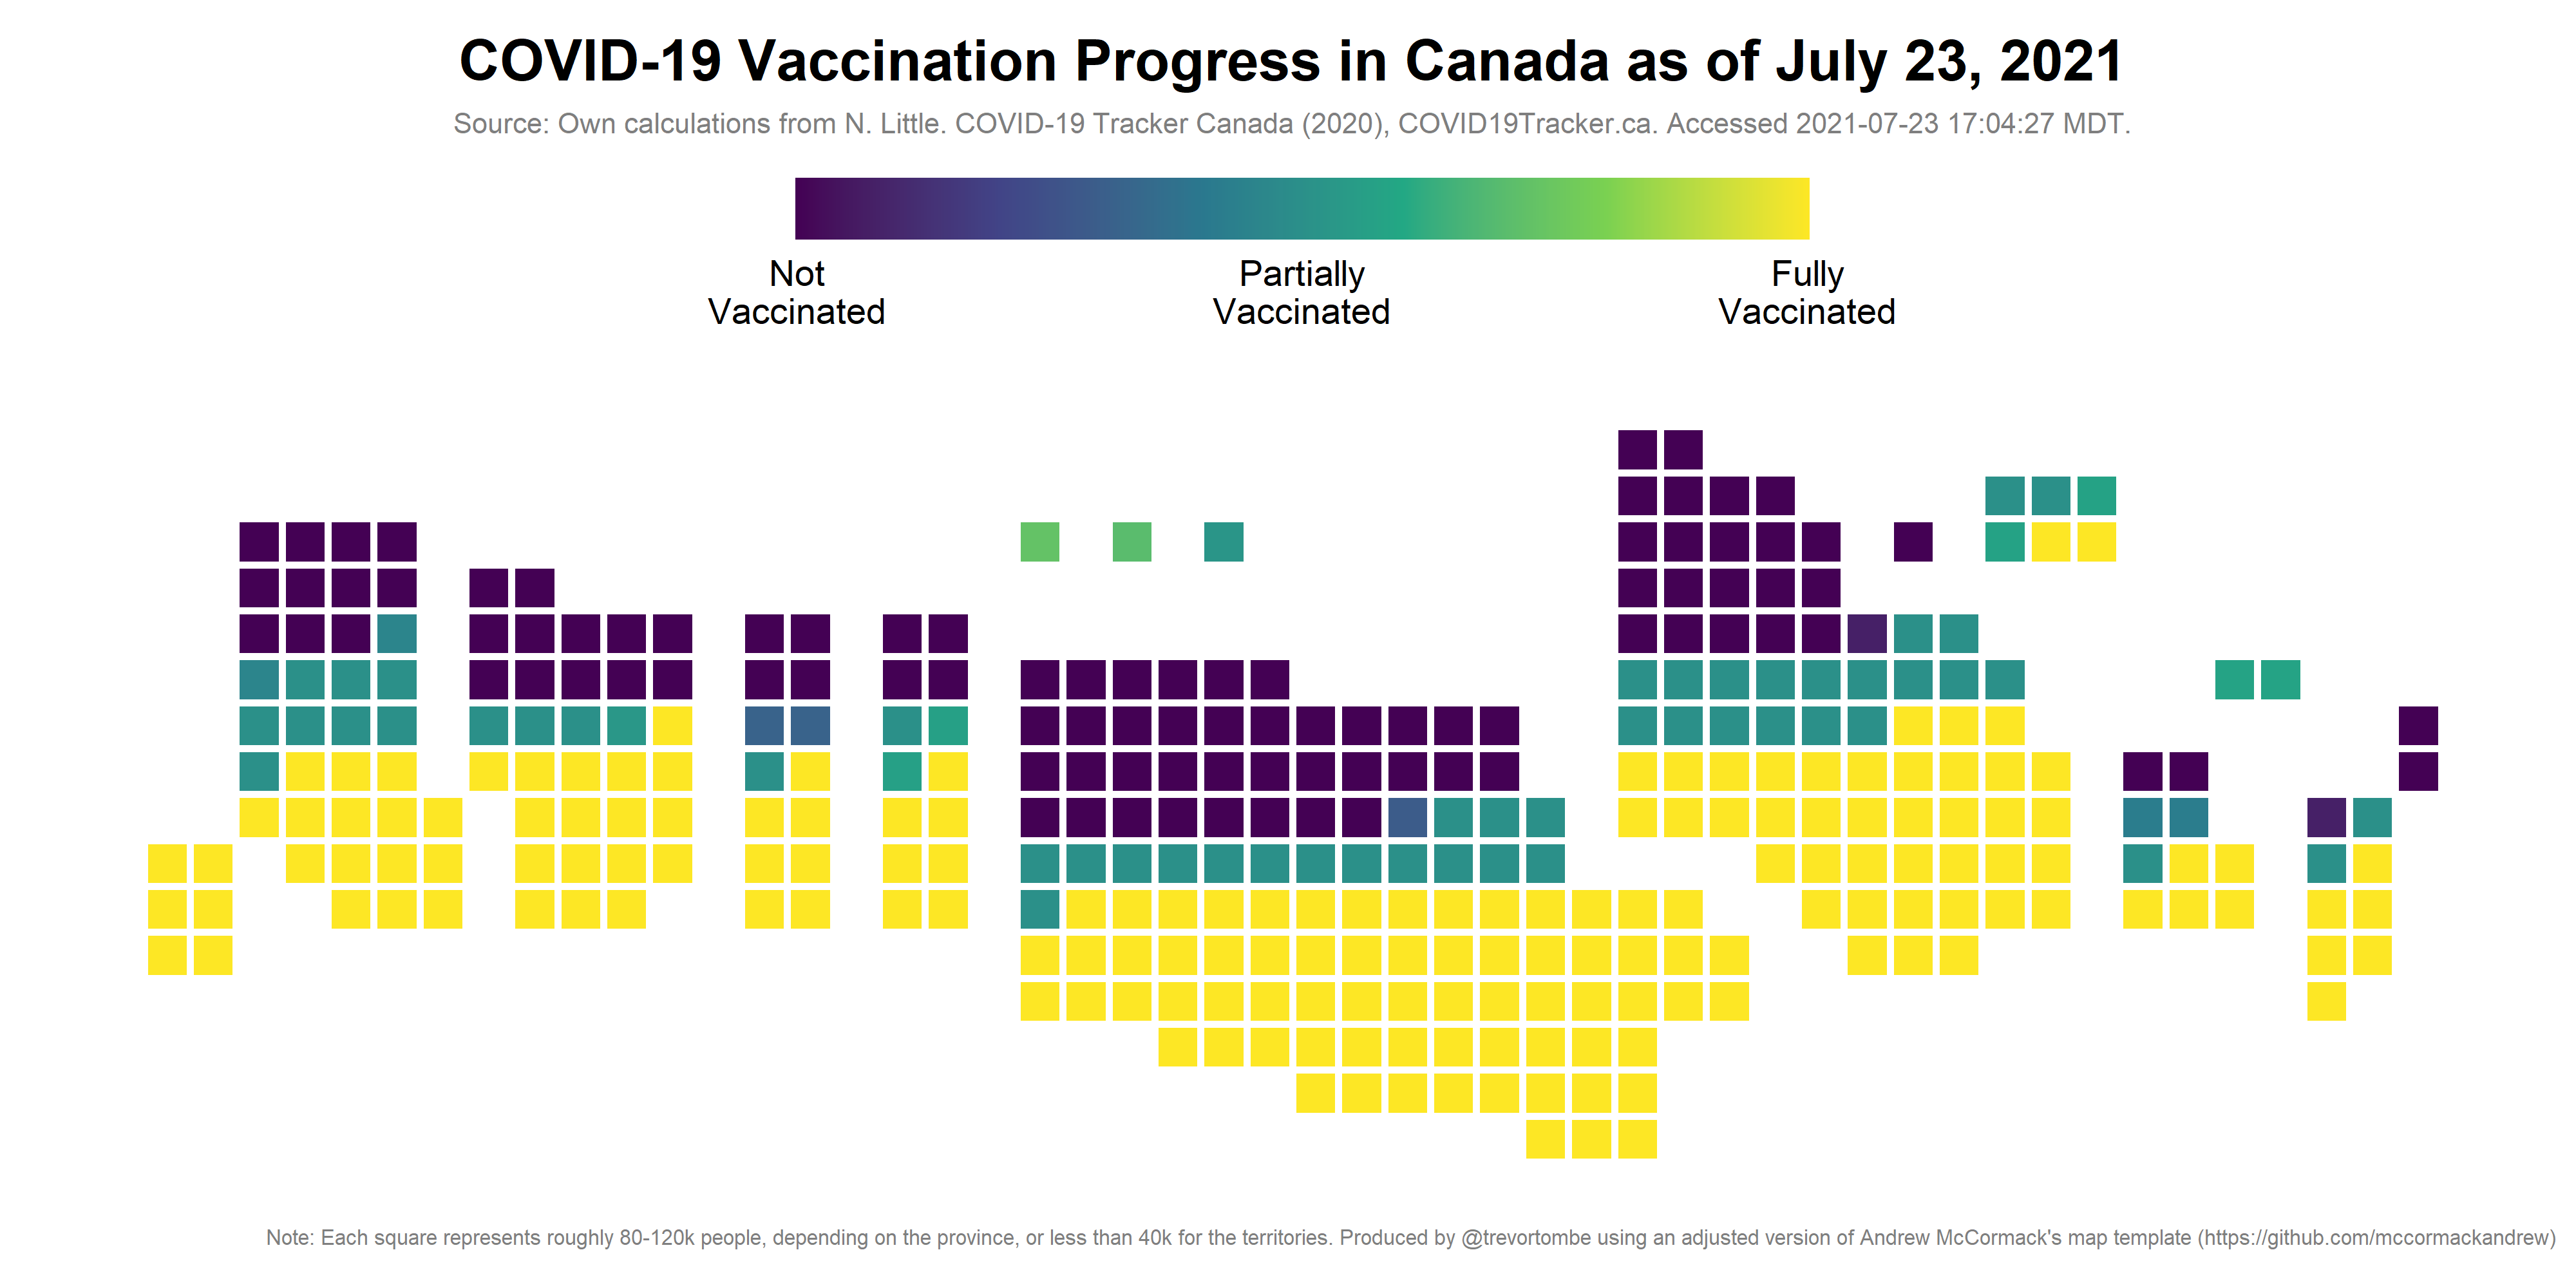 COVID-19 Vaccination Progress in Canada as of July 23, 2021
Source: Own calculations from N. Little. COVID-19 Tracker Canada (2020), COVID19Tracker.ca. Accessed 2021-07-23 17:04:27 MDT.
Not
Vaccinated
Partially
Vaccinated
Fully
Vaccinated
Note: Each square represents roughly 80-120k people, depending on the province, or less than 40k for the territories. Produced by @trevortombe using an adjusted version of Andrew McCormack's map template (https://github.com/mccormackandrew)